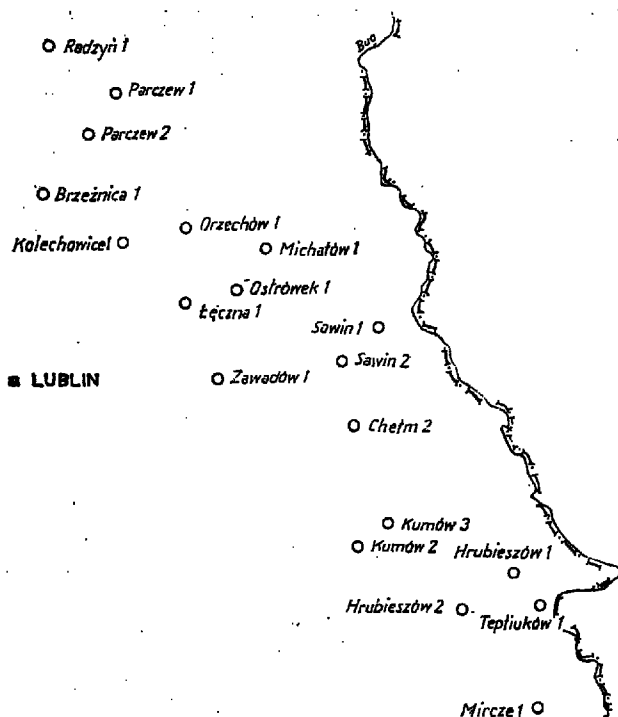 Bug
Radzyń 1
Parczew 1
Parczew 2
Brzeźnica 1
Orzechów 1
Kolechowice1
Michałów 1
Ostrówek 1
Łęczna 1
Sawin 1
Sawin 2
LUBLIN
Zawadów 1
Chełm 2
Kumów 3
Kumów 2
Hrubieszów 1
Hrubieszów 2
Tepliuków 1
Mircze 1